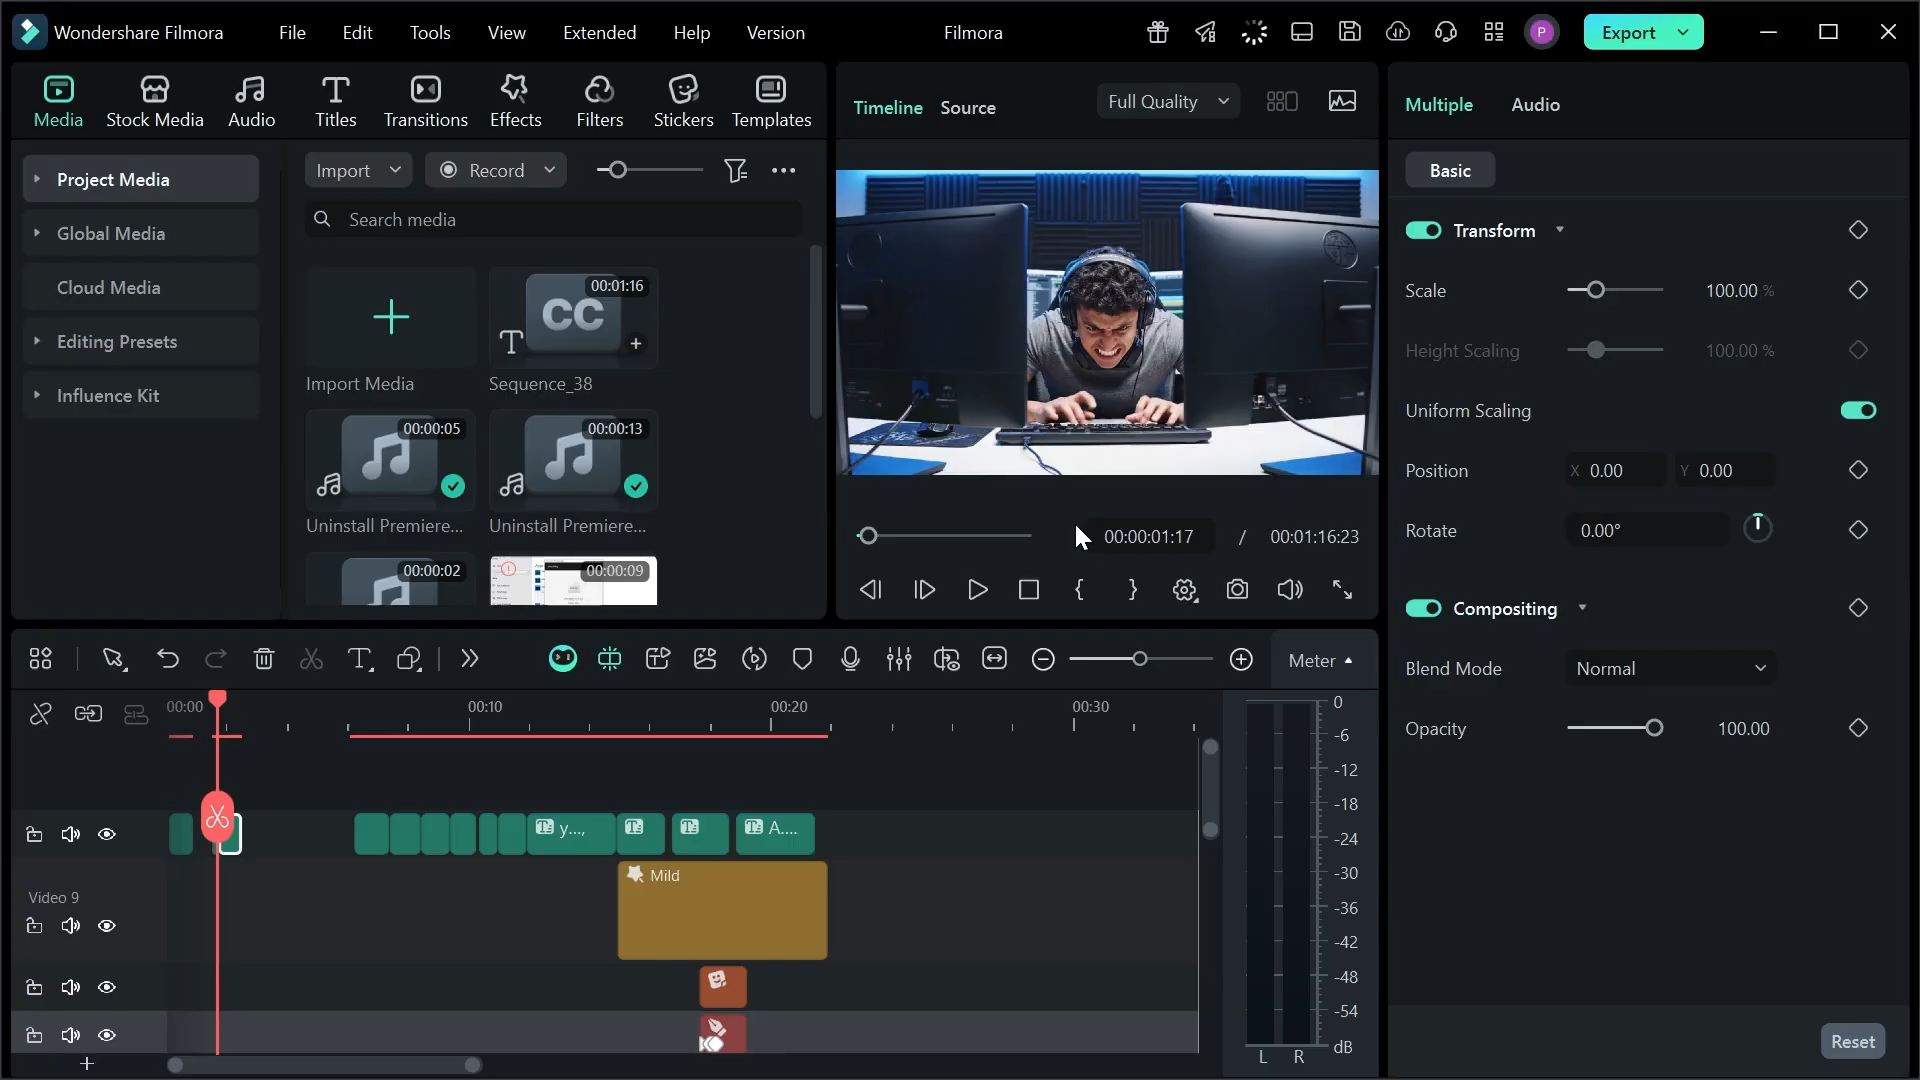 Wondershare Filmora
File
Edit
Tools
View
Extended
Help
Version
Filmora
P
Export
Media
Stock Media
Audio
Titles
Transitions
Effects
Filters
Stickers
Templates
Timeline
Source
Full Quality
Multiple
Audio
Project Media
Global Media
Cloud Media
Editing Presets
Influence Kit
Import
Record
Search media
Import Media
00:01:16
CC
Sequence_38
00:00:05
Uninstall Premiere...
00:00:13
Uninstall Premiere...
00:00:02
00:00:09
00:00:01:17 / 00:01:16:23
Basic
Transform
Scale 100.00 %
Height Scaling 100.00 %
Uniform Scaling
Position X 0.00 Y 0.00
Rotate 0.00°
Compositing
Blend Mode Normal
Opacity 100.00
Reset
Meter
00:00
00:10
00:20
00:30
y...,
A....
Video 9
Mild
0
-6
-12
-18
-24
-30
-36
-42
-48
-54
dB
L R